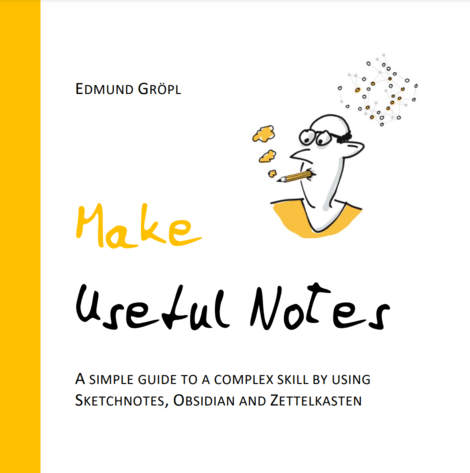 EDMUND GRÖPL
Make
Useful Notes
A SIMPLE GUIDE TO A COMPLEX SKILL BY USING
SKETCHNOTES, OBSIDIAN AND ZETTELKASTEN